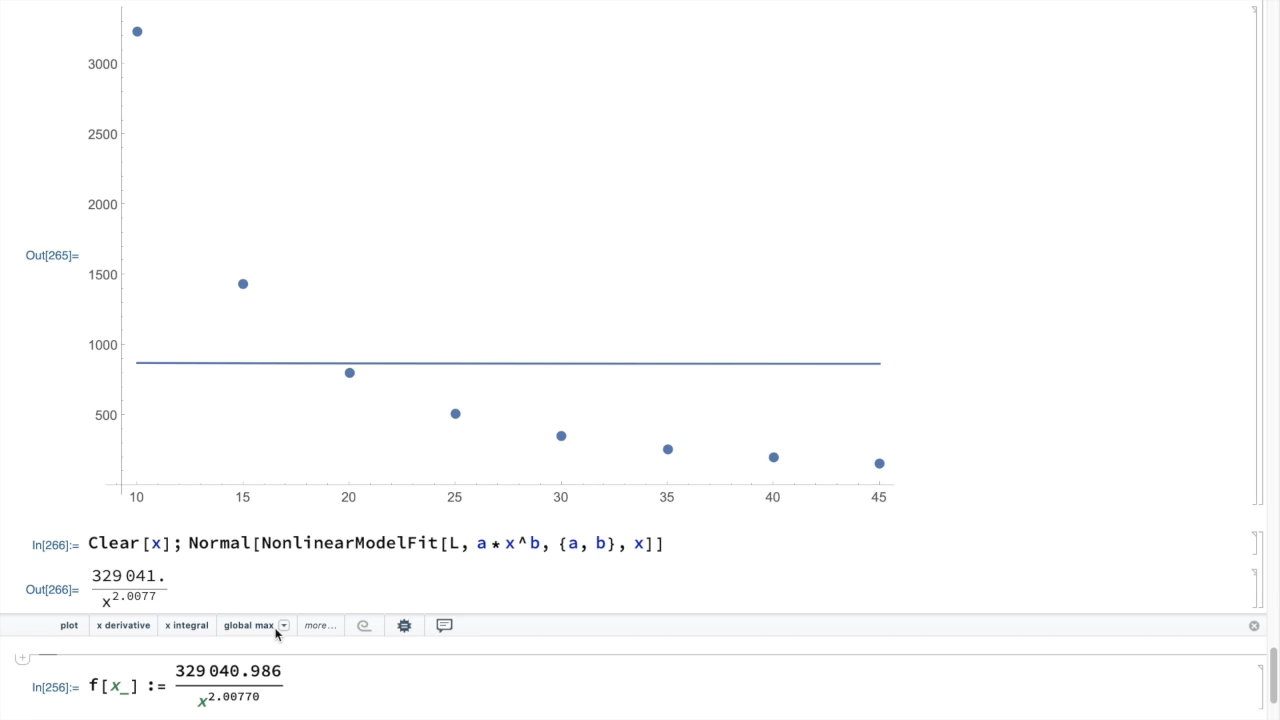 3000
2500
2000
Out[265]=
1500
1000
500
10 15 20 25 30 35 40 45
In[266]:= Clear[x]; Normal[NonlinearModelFit[L, a * x ^ b, {a, b}, x]]
329 041.
Out[266]=
x^2.0077
plot x derivative x integral global max more...
329 040.986
In[256]:= f[x_] :=
x^2.00770